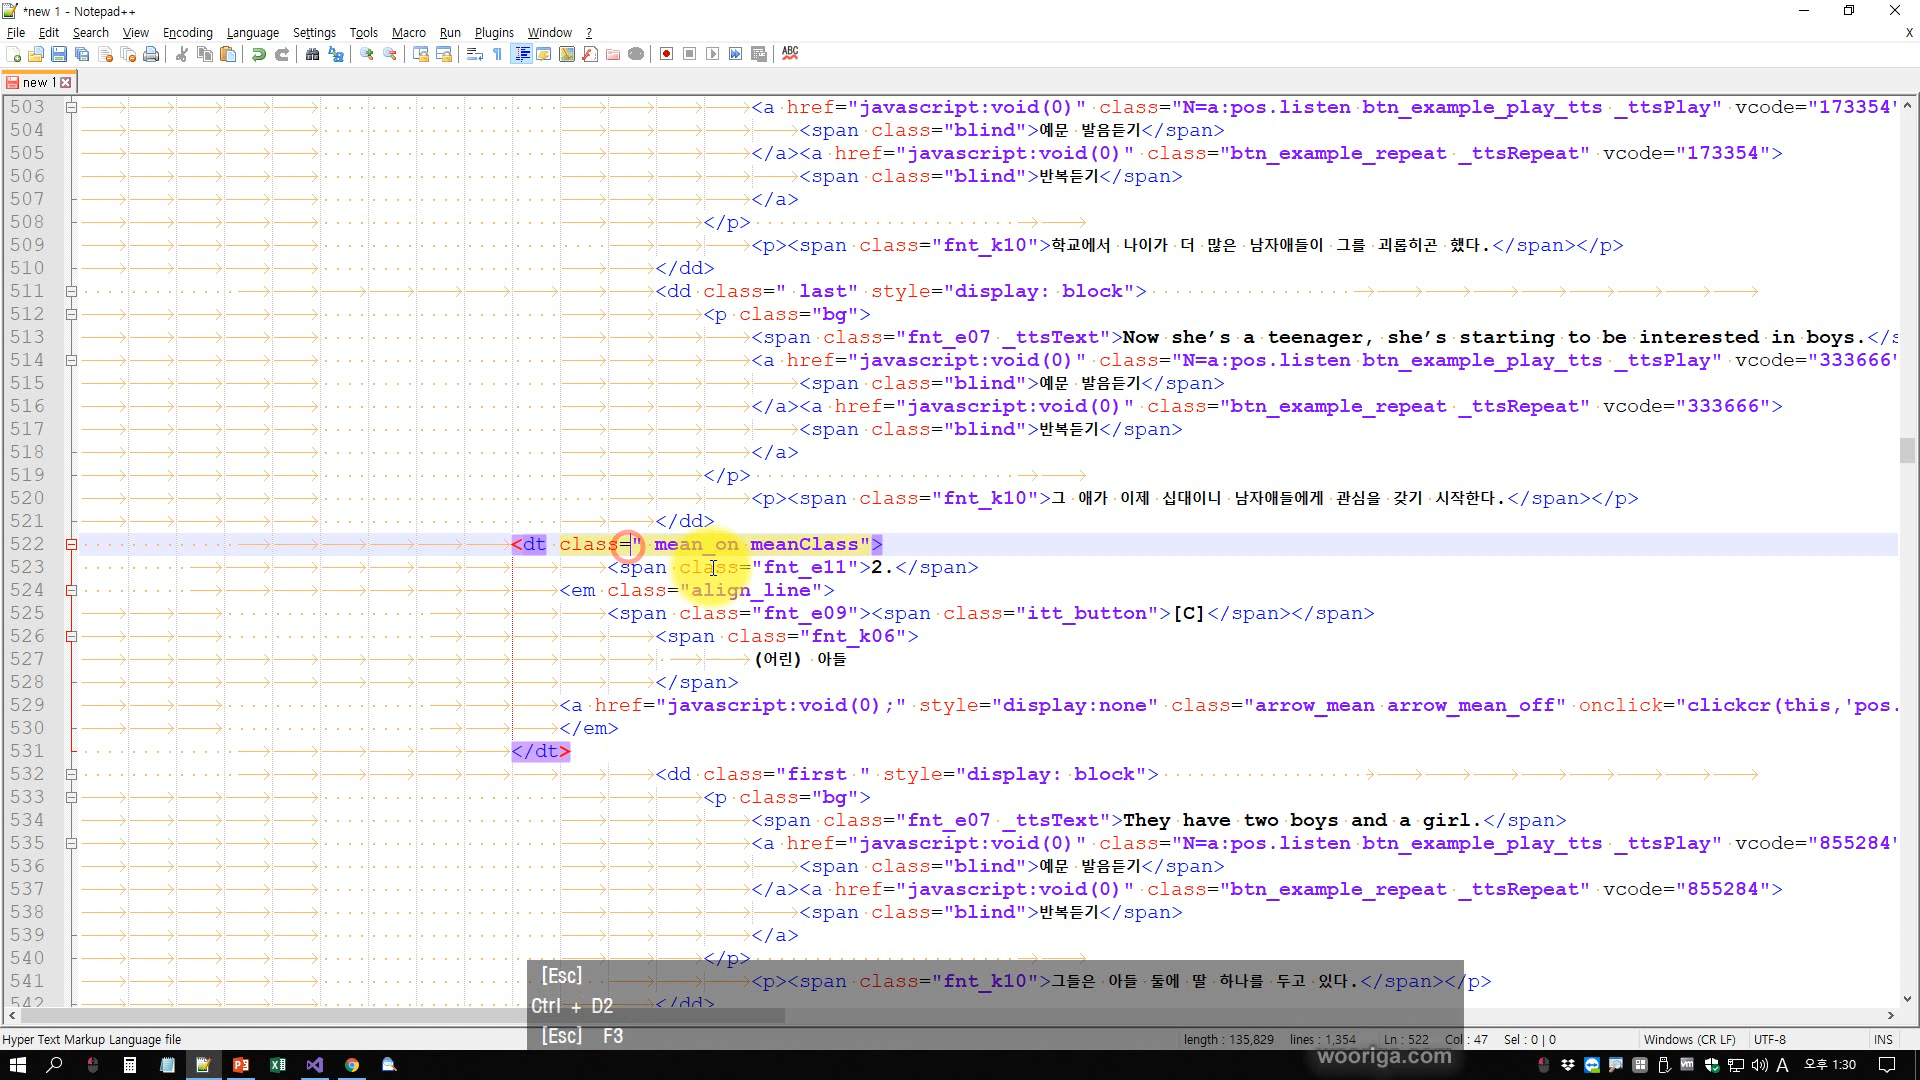 *new 1 - Notepad++
File Edit Search View Encoding Language Settings Tools Macro Run Plugins Window ? X
new 1
503 <a href="javascript:void(0)" class="N=a:pos.listen btn_example_play_tts _ttsPlay" vcode="173354"
504 <span class="blind">예문 발음듣기</span>
505 </a><a href="javascript:void(0)" class="btn_example_repeat _ttsRepeat" vcode="173354">
506 <span class="blind">반복듣기</span>
507 </a>
508 </p>
509 <p><span class="fnt_k10">학교에서 나이가 더 많은 남자애들이 그를 괴롭히곤 했다.</span></p>
510 </dd>
511 <dd class=" last" style="display: block">
512 <p class="bg">
513 <span class="fnt_e07 _ttsText">Now she’s a teenager, she’s starting to be interested in boys.</s
514 <a href="javascript:void(0)" class="N=a:pos.listen btn_example_play_tts _ttsPlay" vcode="333666"
515 <span class="blind">예문 발음듣기</span>
516 </a><a href="javascript:void(0)" class="btn_example_repeat _ttsRepeat" vcode="333666">
517 <span class="blind">반복듣기</span>
518 </a>
519 </p>
520 <p><span class="fnt_k10">그 애가 이제 십대이니 남자애들에게 관심을 갖기 시작한다.</span></p>
521 </dd>
522 <dt class=" mean_on meanClass">
523 <span class="fnt_e11">2.</span>
524 <em class="align_line">
525 <span class="fnt_e09"><span class="itt_button">[C]</span></span>
526 <span class="fnt_k06">
527 (어린) 아들
528 </span>
529 <a href="javascript:void(0);" style="display:none" class="arrow_mean arrow_mean_off" onclick="clickcr(this,'pos.
530 </em>
531 </dt>
532 <dd class="first " style="display: block">
533 <p class="bg">
534 <span class="fnt_e07 _ttsText">They have two boys and a girl.</span>
535 <a href="javascript:void(0)" class="N=a:pos.listen btn_example_play_tts _ttsPlay" vcode="855284"
536 <span class="blind">예문 발음듣기</span>
537 </a><a href="javascript:void(0)" class="btn_example_repeat _ttsRepeat" vcode="855284">
538 <span class="blind">반복듣기</span>
539 </a>
540 </p>
541 <p><span class="fnt_k10">그들은 아들 둘에 딸 하나를 두고 있다.</span></p>
542 </dd>
[Esc]
Ctrl + D2
[Esc] F3
Hyper Text Markup Language file length : 135,829 lines : 1,354 Ln : 522 Col : 47 Sel : 0 | 0 Windows (CR LF) UTF-8 INS
wooriga.com
A 오후 1:30